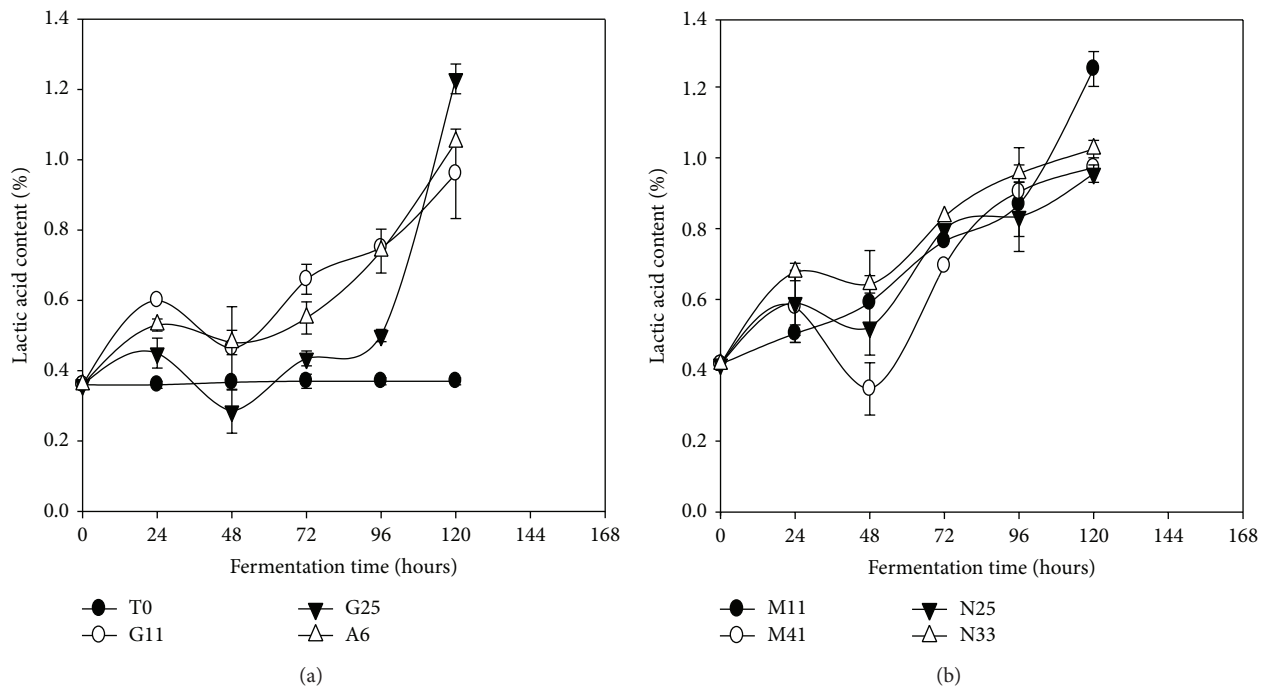 1.4
1.2
1.0
0.8
0.6
0.4
0.2
0.0
Lactic acid content (%)
0 24 48 72 96 120 144 168
Fermentation time (hours)
T0 G25
G11 A6
(a)
1.4
1.2
1.0
0.8
0.6
0.4
0.2
0.0
Lactic acid content (%)
0 24 48 72 96 120 144 168
Fermentation time (hours)
M11 N25
M41 N33
(b)